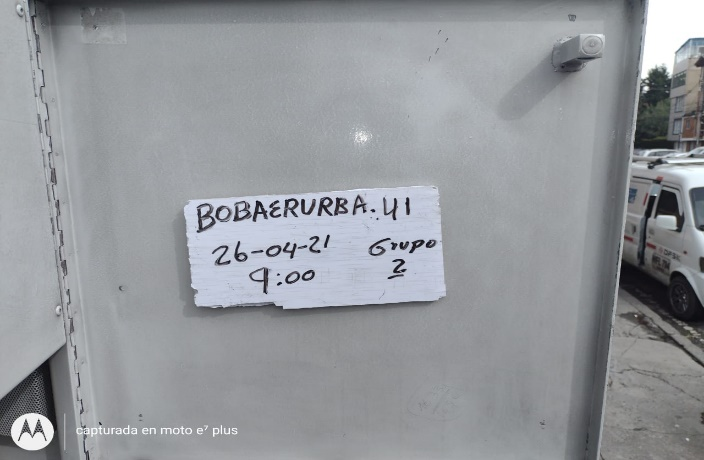 BOBAERURBA.41
26-04-21 Grupo
9:00 2
capturada en moto e⁷ plus